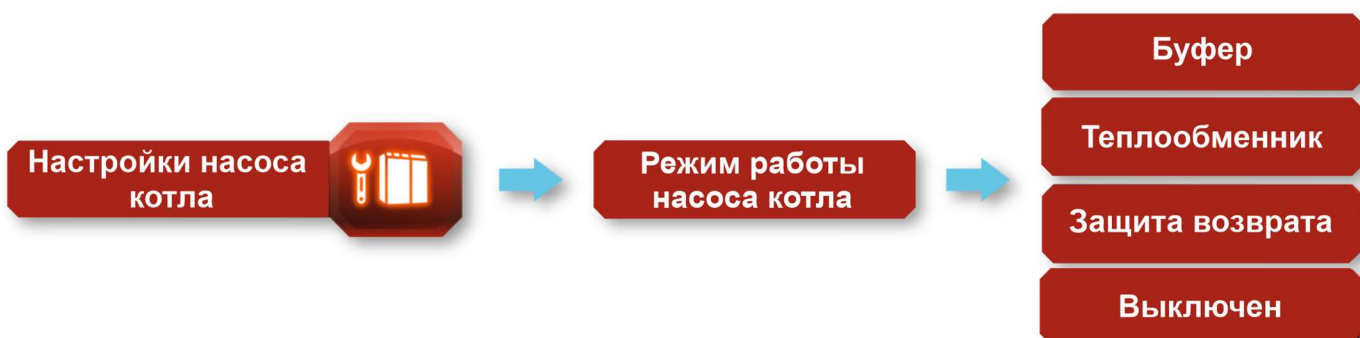 Настройки насоса
котла
Режим работы
насоса котла
Буфер
Теплообменник
Защита возврата
Выключен